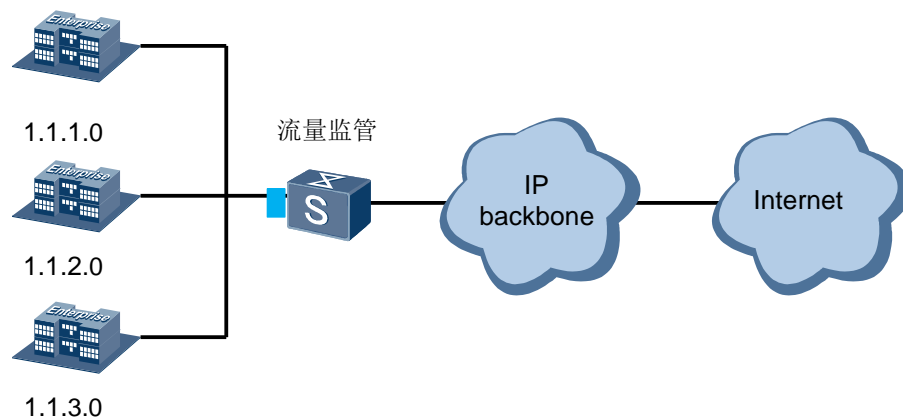 Enterprise
1.1.1.0
Enterprise
1.1.2.0
Enterprise
1.1.3.0
流量监管
S
IP
backbone
Internet